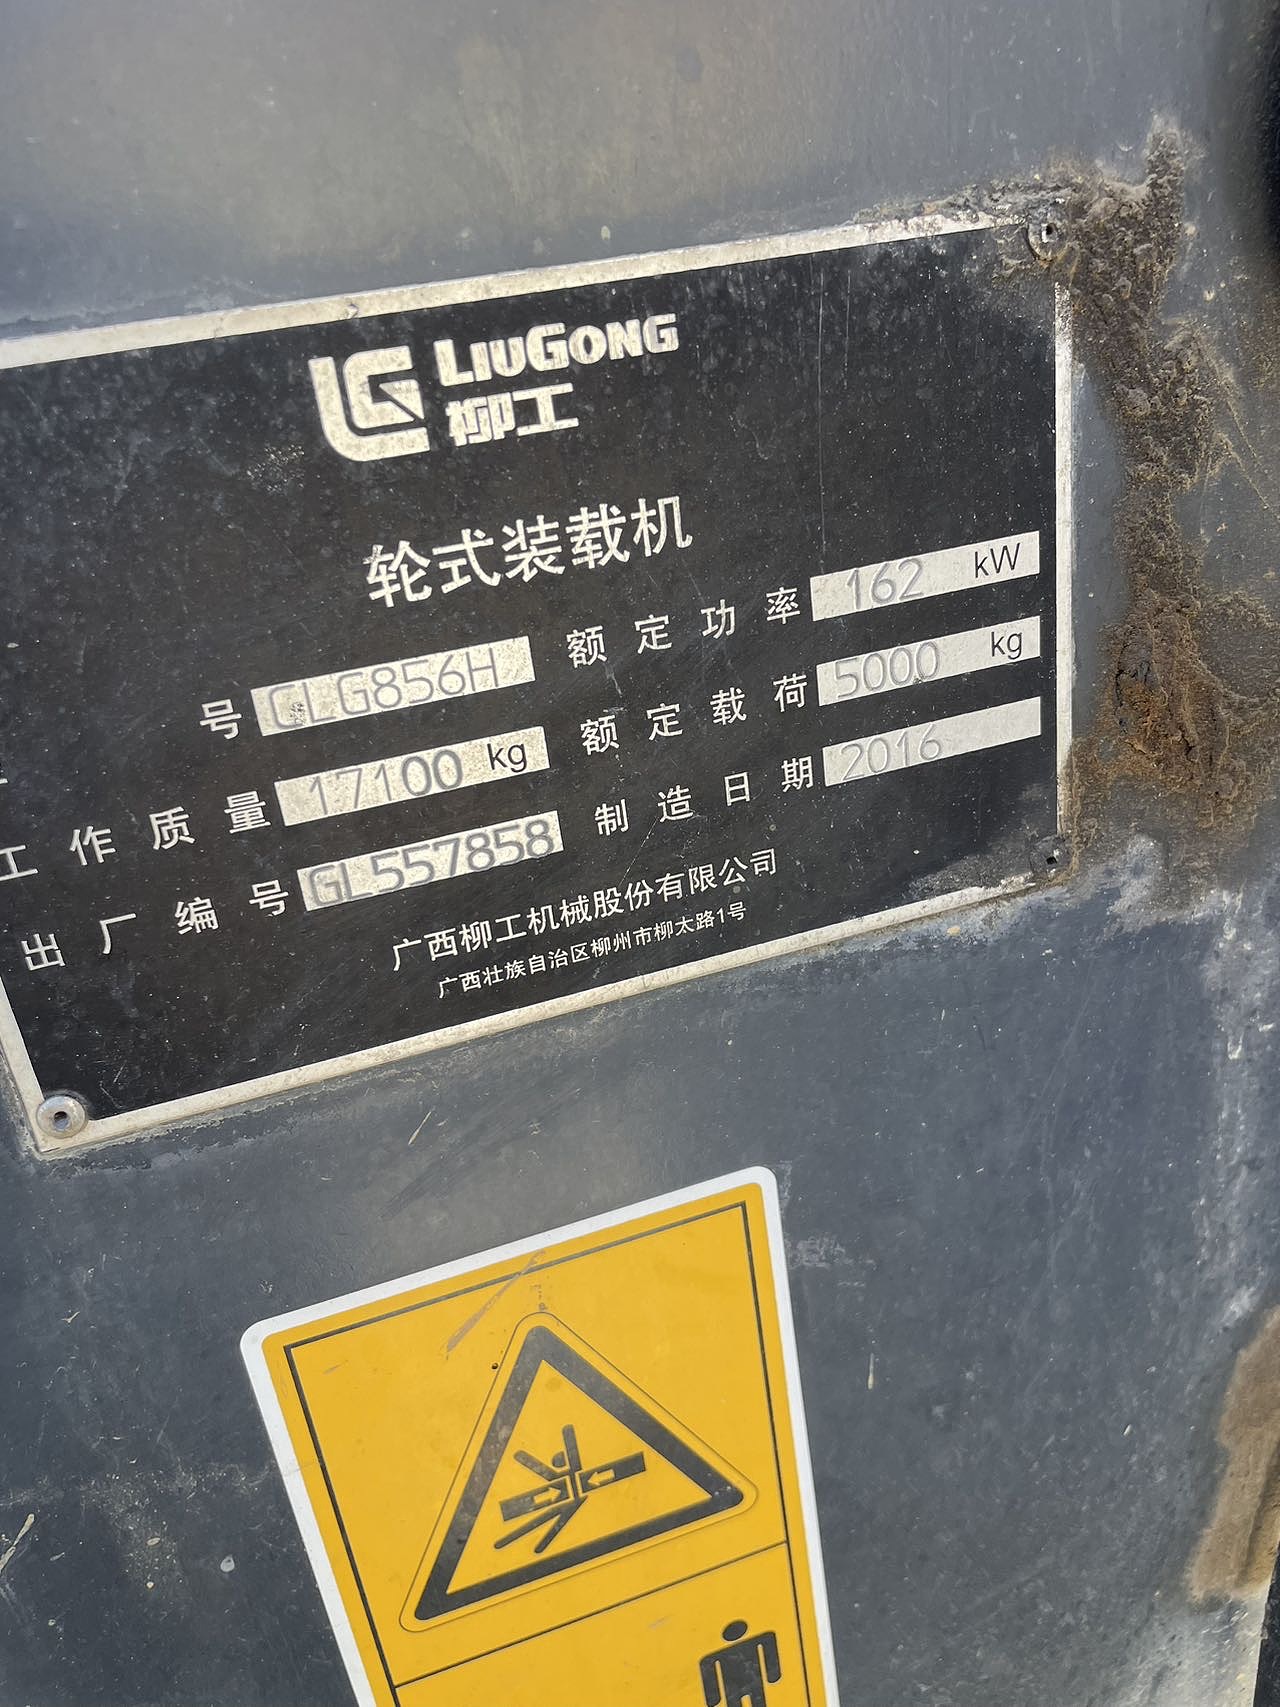 LG LIUGONG
柳工
轮式装载机
号 CLG856H 额定功率 162 kW
工作质量 17100 kg 额定载荷 5000 kg
出厂编号 GL557858 制造日期 2016
广西柳工机械股份有限公司
广西壮族自治区柳州市柳太路1号